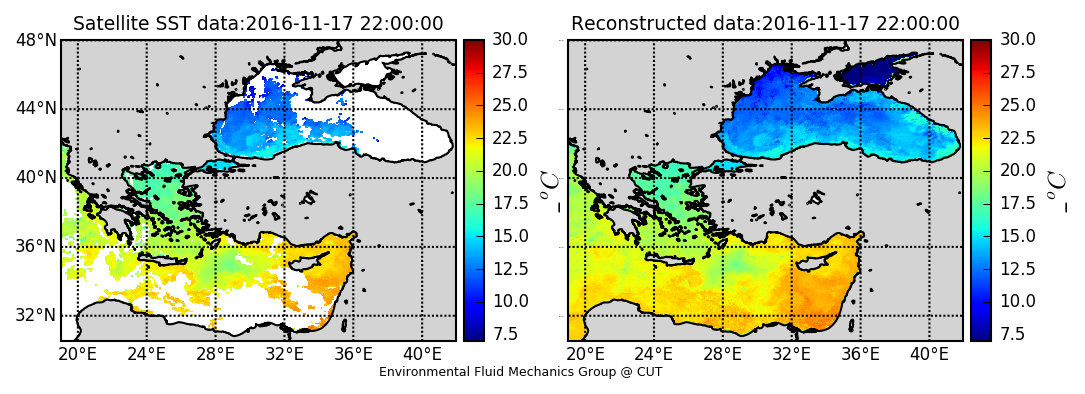 Satellite SST data:2016-11-17 22:00:00
Reconstructed data:2016-11-17 22:00:00
48°N
44°N
40°N
36°N
32°N
20°E 24°E 28°E 32°E 36°E 40°E
30.0
27.5
25.0
22.5
20.0
17.5
15.0
12.5
10.0
7.5
_ °C
20°E 24°E 28°E 32°E 36°E 40°E
30.0
27.5
25.0
22.5
20.0
17.5
15.0
12.5
10.0
7.5
_ °C
Environmental Fluid Mechanics Group @ CUT